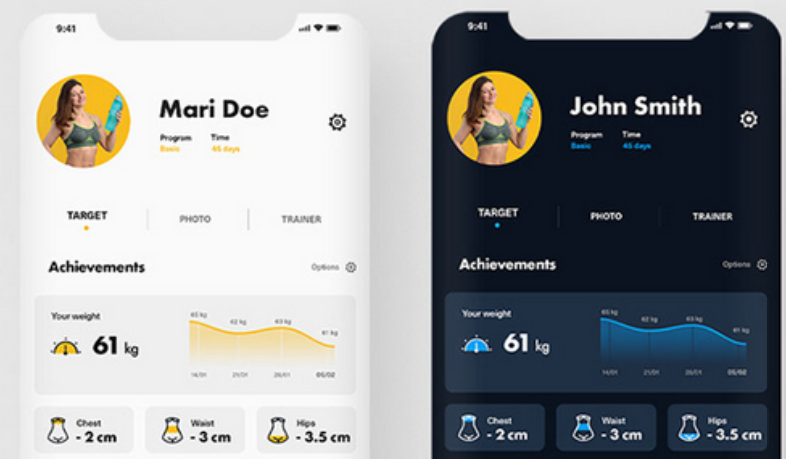 9:41
Mari Doe
Program Time
Basic 45 days
TARGET PHOTO TRAINER
Achievements Options
Your weight
61 kg
65 kg 62 kg 63 kg 61 kg
14/01 21/01 28/01 05/02
Chest
- 2 cm
Waist
- 3 cm
Hips
- 3.5 cm
9:41
John Smith
Program Time
Basic 45 days
TARGET PHOTO TRAINER
Achievements Options
Your weight
61 kg
65 kg 62 kg 63 kg 61 kg
14/01 21/01 28/01 05/02
Chest
- 2 cm
Waist
- 3 cm
Hips
- 3.5 cm